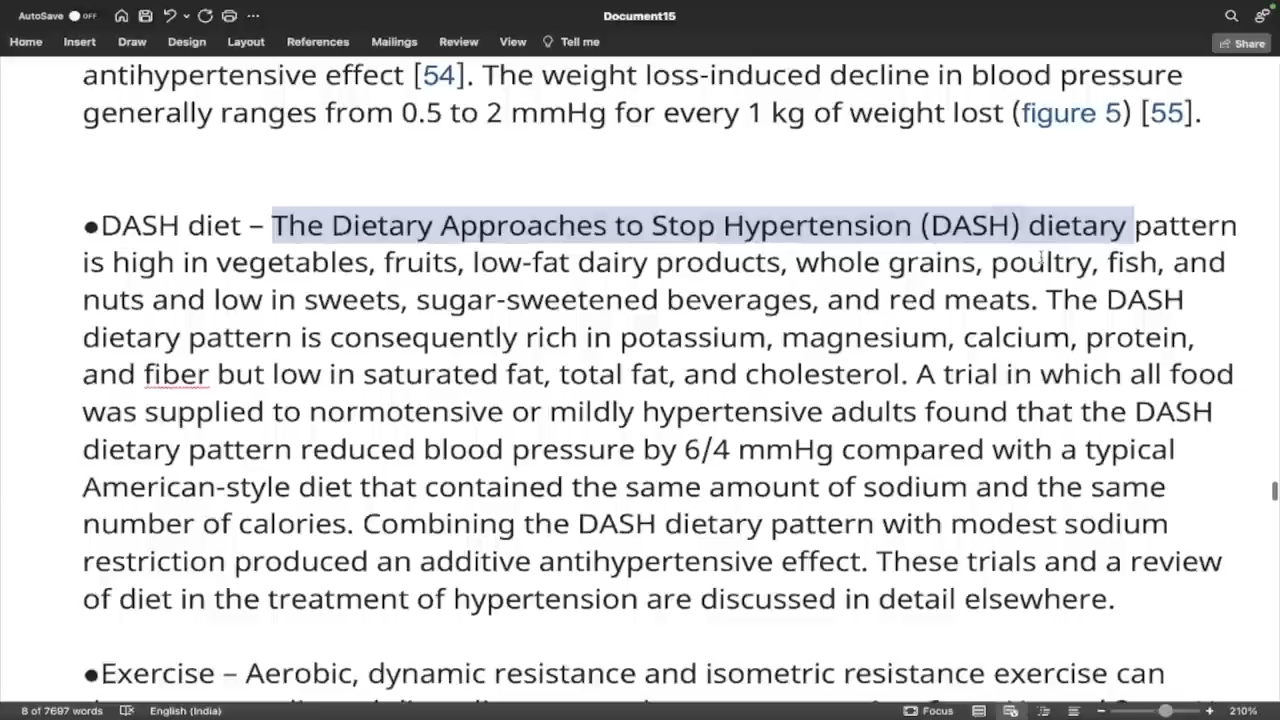 AutoSave OFF
Document15
Home Insert Draw Design Layout References Mailings Review View Tell me
Share
antihypertensive effect [54]. The weight loss-induced decline in blood pressure
generally ranges from 0.5 to 2 mmHg for every 1 kg of weight lost (figure 5) [55].
●DASH diet – The Dietary Approaches to Stop Hypertension (DASH) dietary pattern
is high in vegetables, fruits, low-fat dairy products, whole grains, poultry, fish, and
nuts and low in sweets, sugar-sweetened beverages, and red meats. The DASH
dietary pattern is consequently rich in potassium, magnesium, calcium, protein,
and fiber but low in saturated fat, total fat, and cholesterol. A trial in which all food
was supplied to normotensive or mildly hypertensive adults found that the DASH
dietary pattern reduced blood pressure by 6/4 mmHg compared with a typical
American-style diet that contained the same amount of sodium and the same
number of calories. Combining the DASH dietary pattern with modest sodium
restriction produced an additive antihypertensive effect. These trials and a review
of diet in the treatment of hypertension are discussed in detail elsewhere.
●Exercise – Aerobic, dynamic resistance and isometric resistance exercise can
8 of 7697 words English (India) Focus 210%